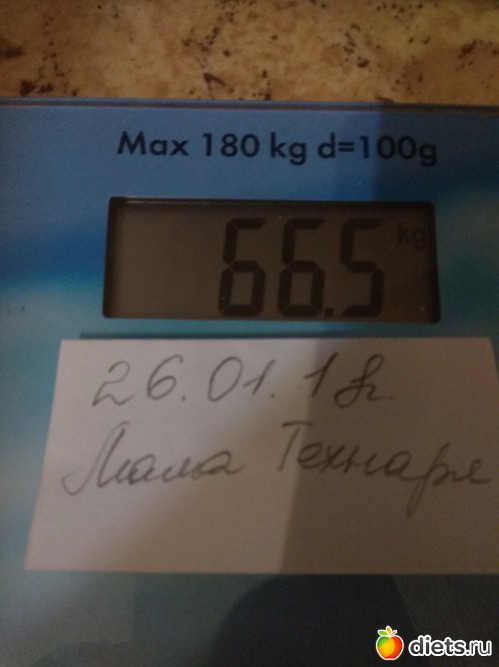 Max 180 kg d=100g
66.5 kg
26.01.18г.
Мама Технаря
diets.ru